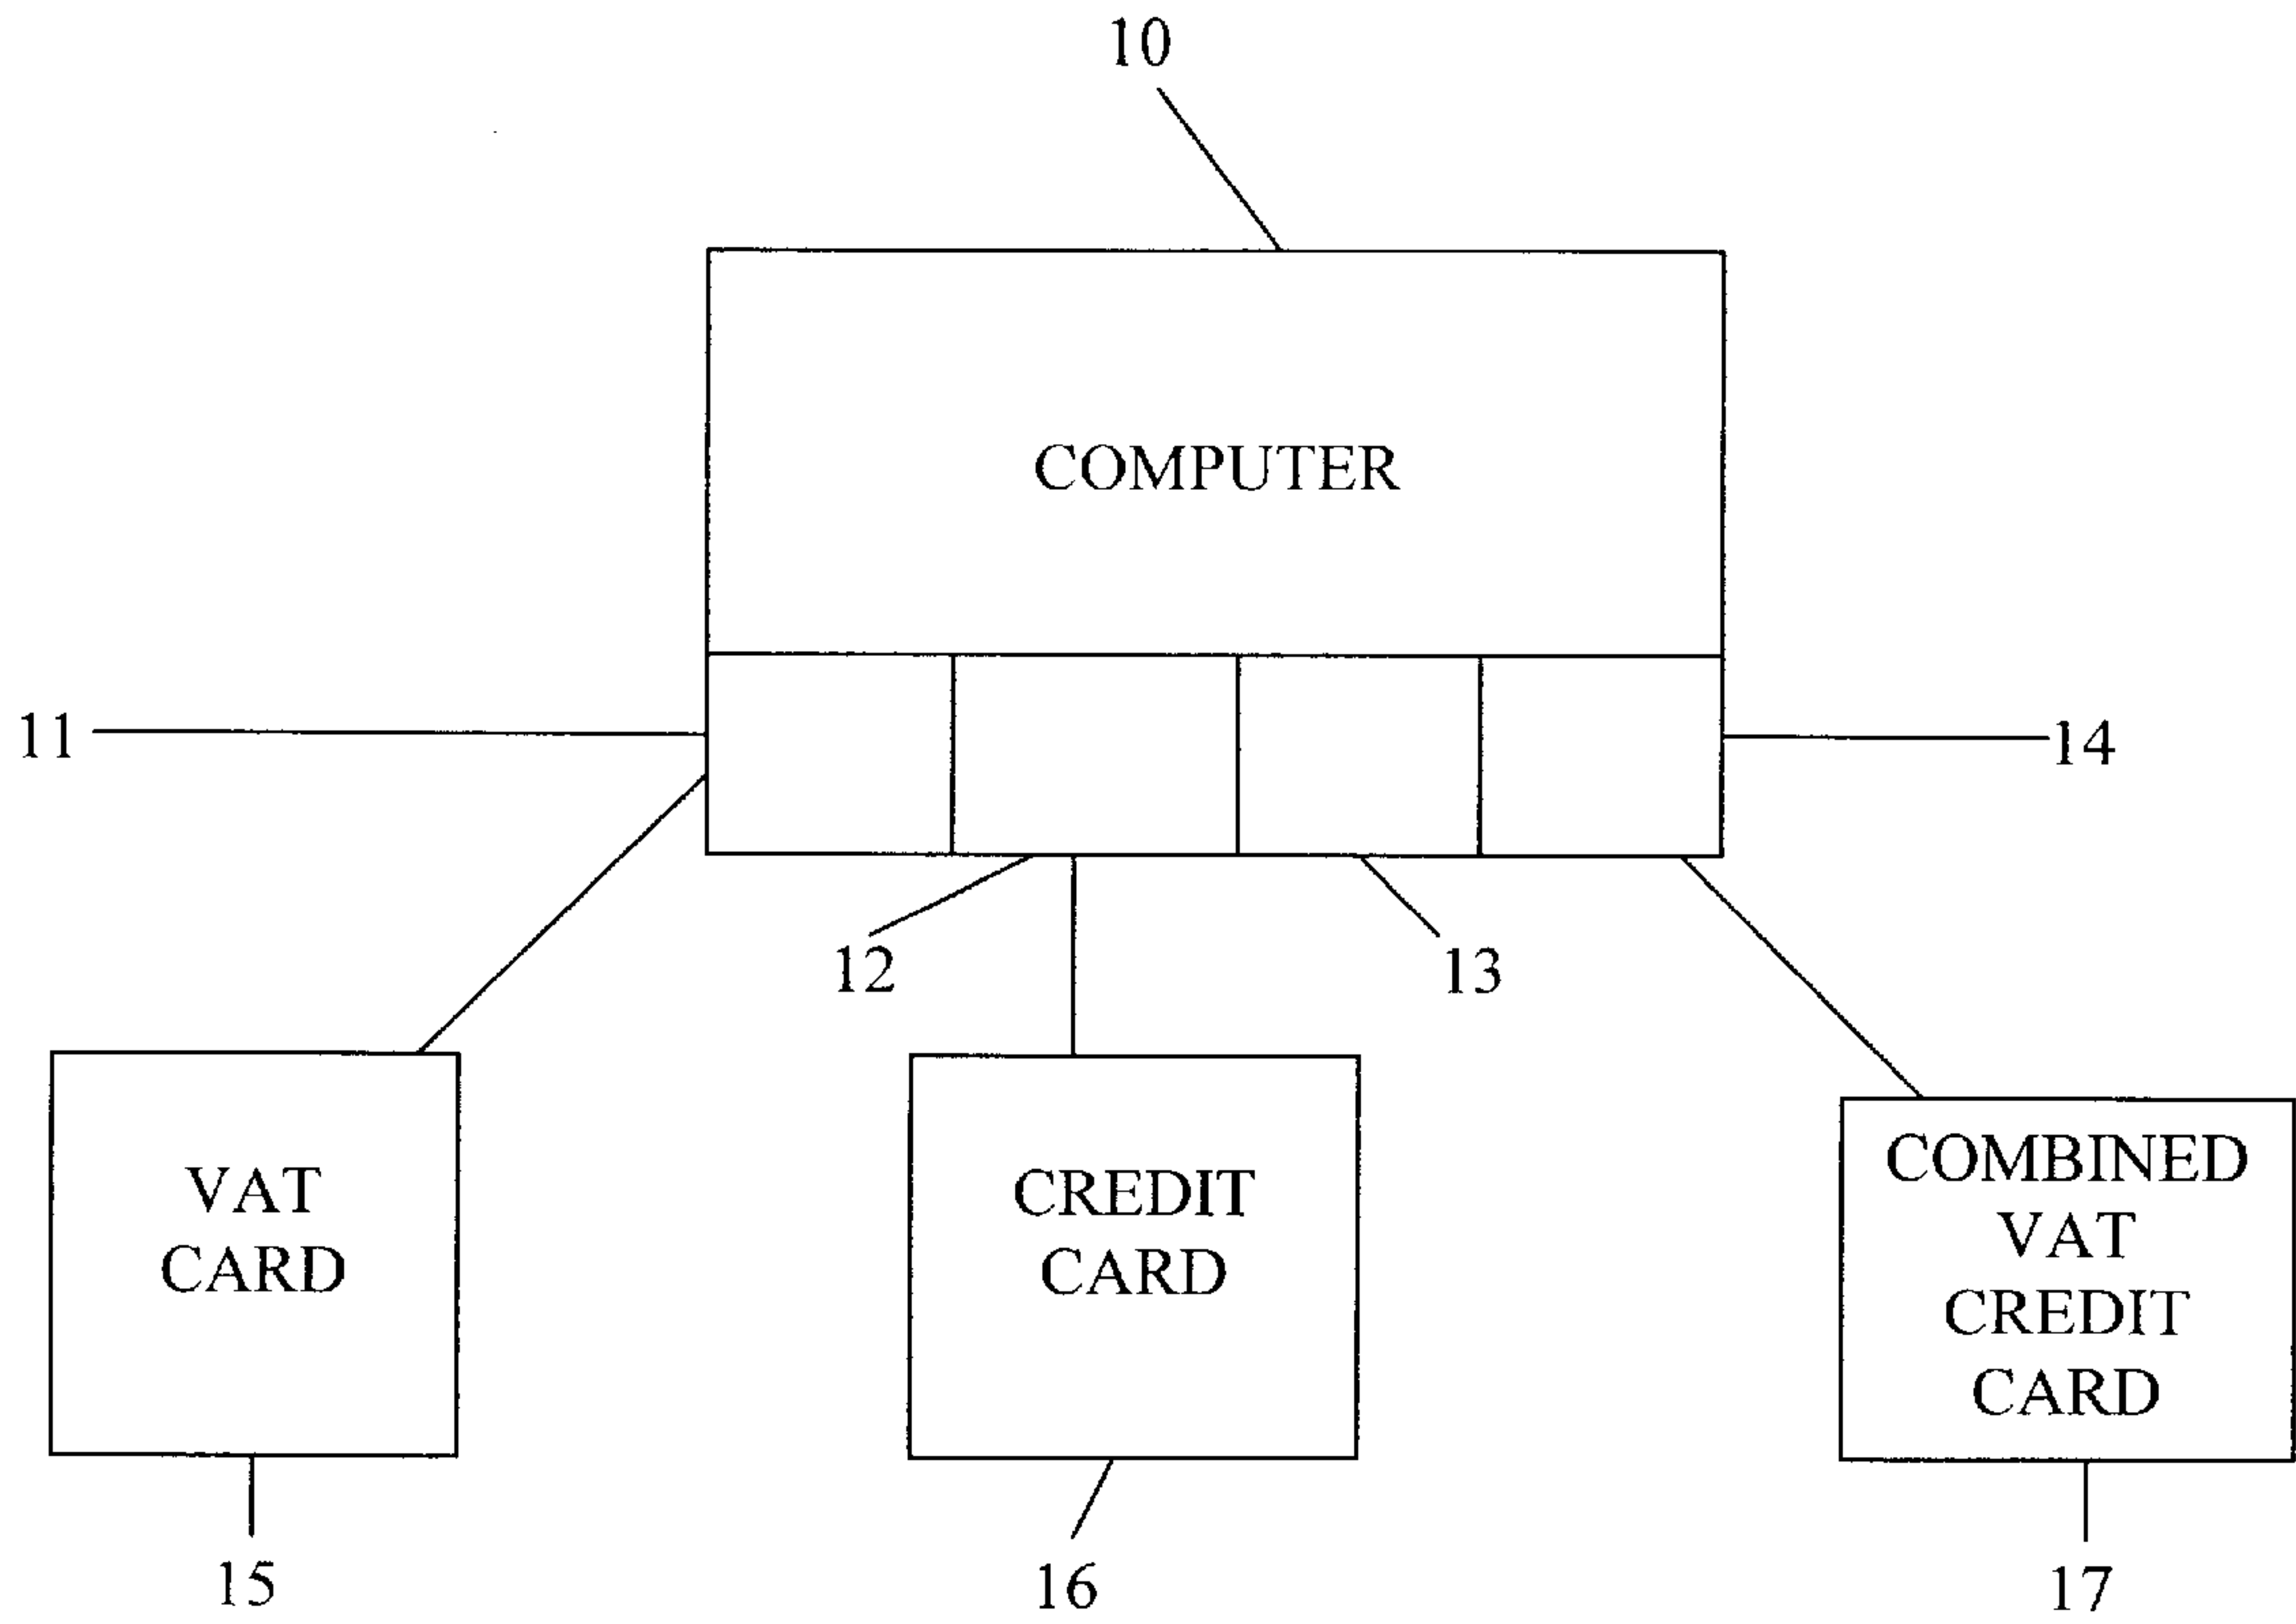 10
COMPUTER
11
14
12
13
VAT
CARD
CREDIT
CARD
COMBINED
VAT
CREDIT
CARD
15
16
17